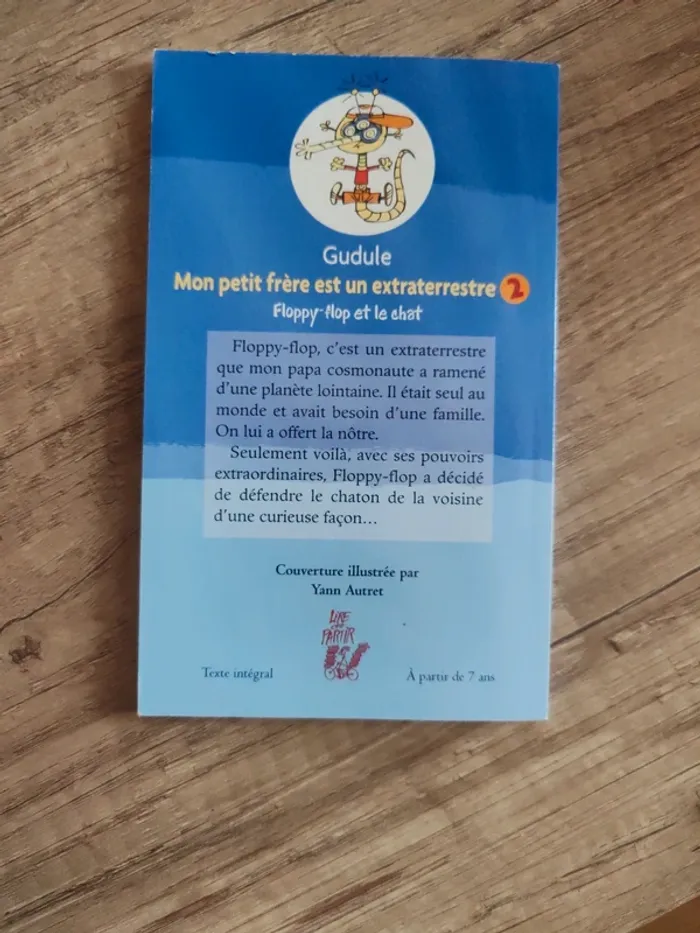 Gudule
Mon petit frère est un extraterrestre 2
Floppy-flop et le chat
Floppy-flop, c'est un extraterrestre
que mon papa cosmonaute a ramené
d'une planète lointaine. Il était seul au
monde et avait besoin d'une famille.
On lui a offert la nôtre.
Seulement voilà, avec ses pouvoirs
extraordinaires, Floppy-flop a décidé
de défendre le chaton de la voisine
d'une curieuse façon…
Couverture illustrée par
Yann Autret
LIRE
C'EST
PARTIR
Texte intégral
À partir de 7 ans